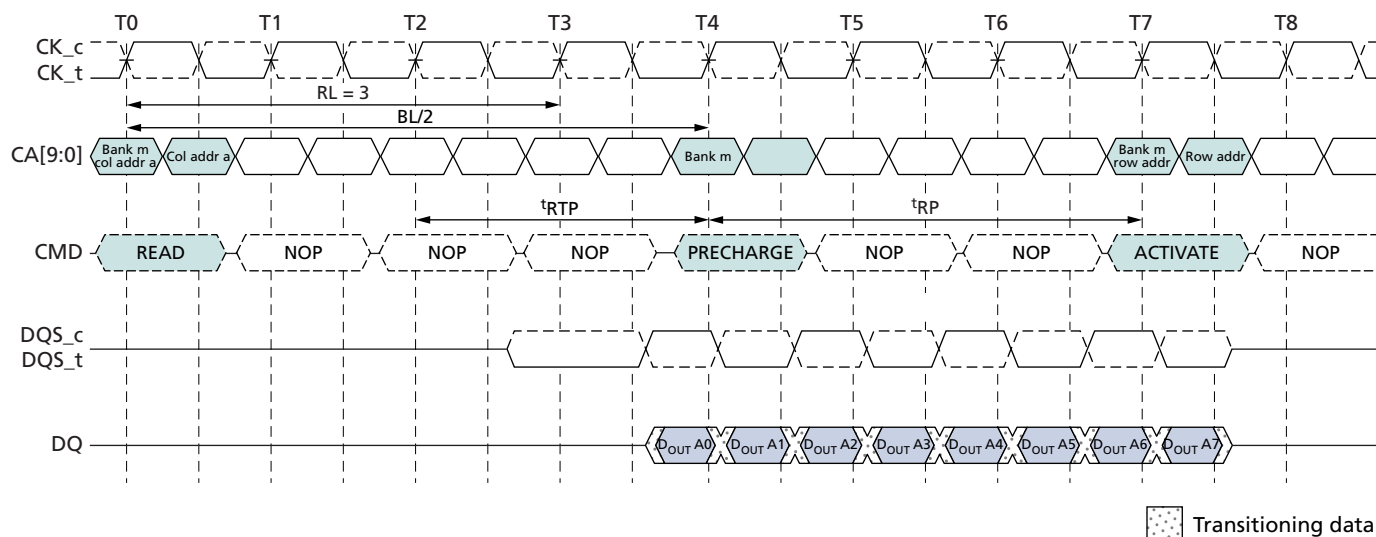 T0 T1 T2 T3 T4 T5 T6 T7 T8
CK_c
CK_t
RL = 3
BL/2
CA[9:0] Bank m col addr a Col addr a Bank m Bank m row addr Row addr
tRTP tRP
CMD READ NOP NOP NOP PRECHARGE NOP NOP ACTIVATE NOP
DQS_c
DQS_t
DQ DOUT A0 DOUT A1 DOUT A2 DOUT A3 DOUT A4 DOUT A5 DOUT A6 DOUT A7
Transitioning data